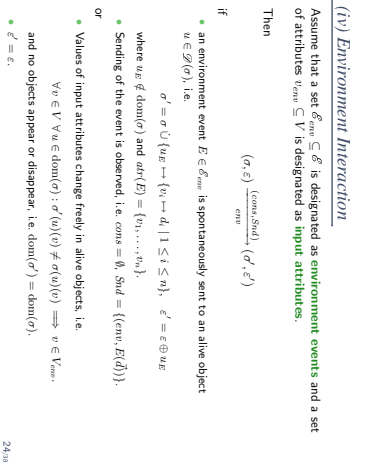 (iv) Environment Interaction
Assume that a set ℰ_env ⊆ ℰ is designated as environment events and a set
of attributes v_env ⊆ V is designated as input attributes.
Then
(σ, ε) —(cons,Snd)→_env (σ′, ε′)
if
• an environment event E ∈ ℰ_env is spontaneously sent to an alive object
u ∈ 𝒟(σ), i.e.
σ′ = σ ∪̇ {u_E ↦ {v_i ↦ d_i | 1 ≤ i ≤ n}, ε′ = ε ⊕ u_E
where u_E ∉ dom(σ) and atr(E) = {v_1, . . . , v_n}.
• Sending of the event is observed, i.e. cons = ∅, Snd = {(env, E(d⃗))}.
or
• Values of input attributes change freely in alive objects, i.e.
∀ v ∈ V ∀ u ∈ dom(σ) : σ′(u)(v) ≠ σ(u)(v) ⟹ v ∈ V_env.
and no objects appear or disappear, i.e. dom(σ′) = dom(σ).
• ε′ = ε.
24/38